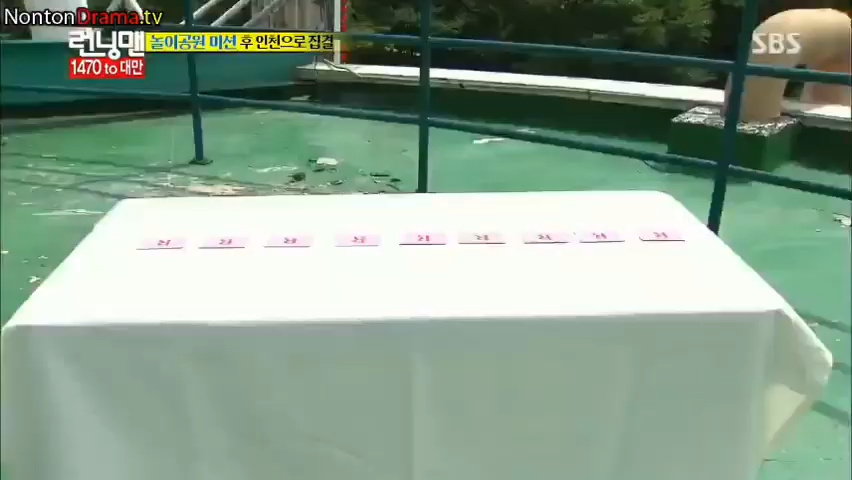 NontonDrama.tv
런닝맨 놀이공원 미션 후 인천으로 집결
1470 to 대만
SBS
R R R R R R R R R